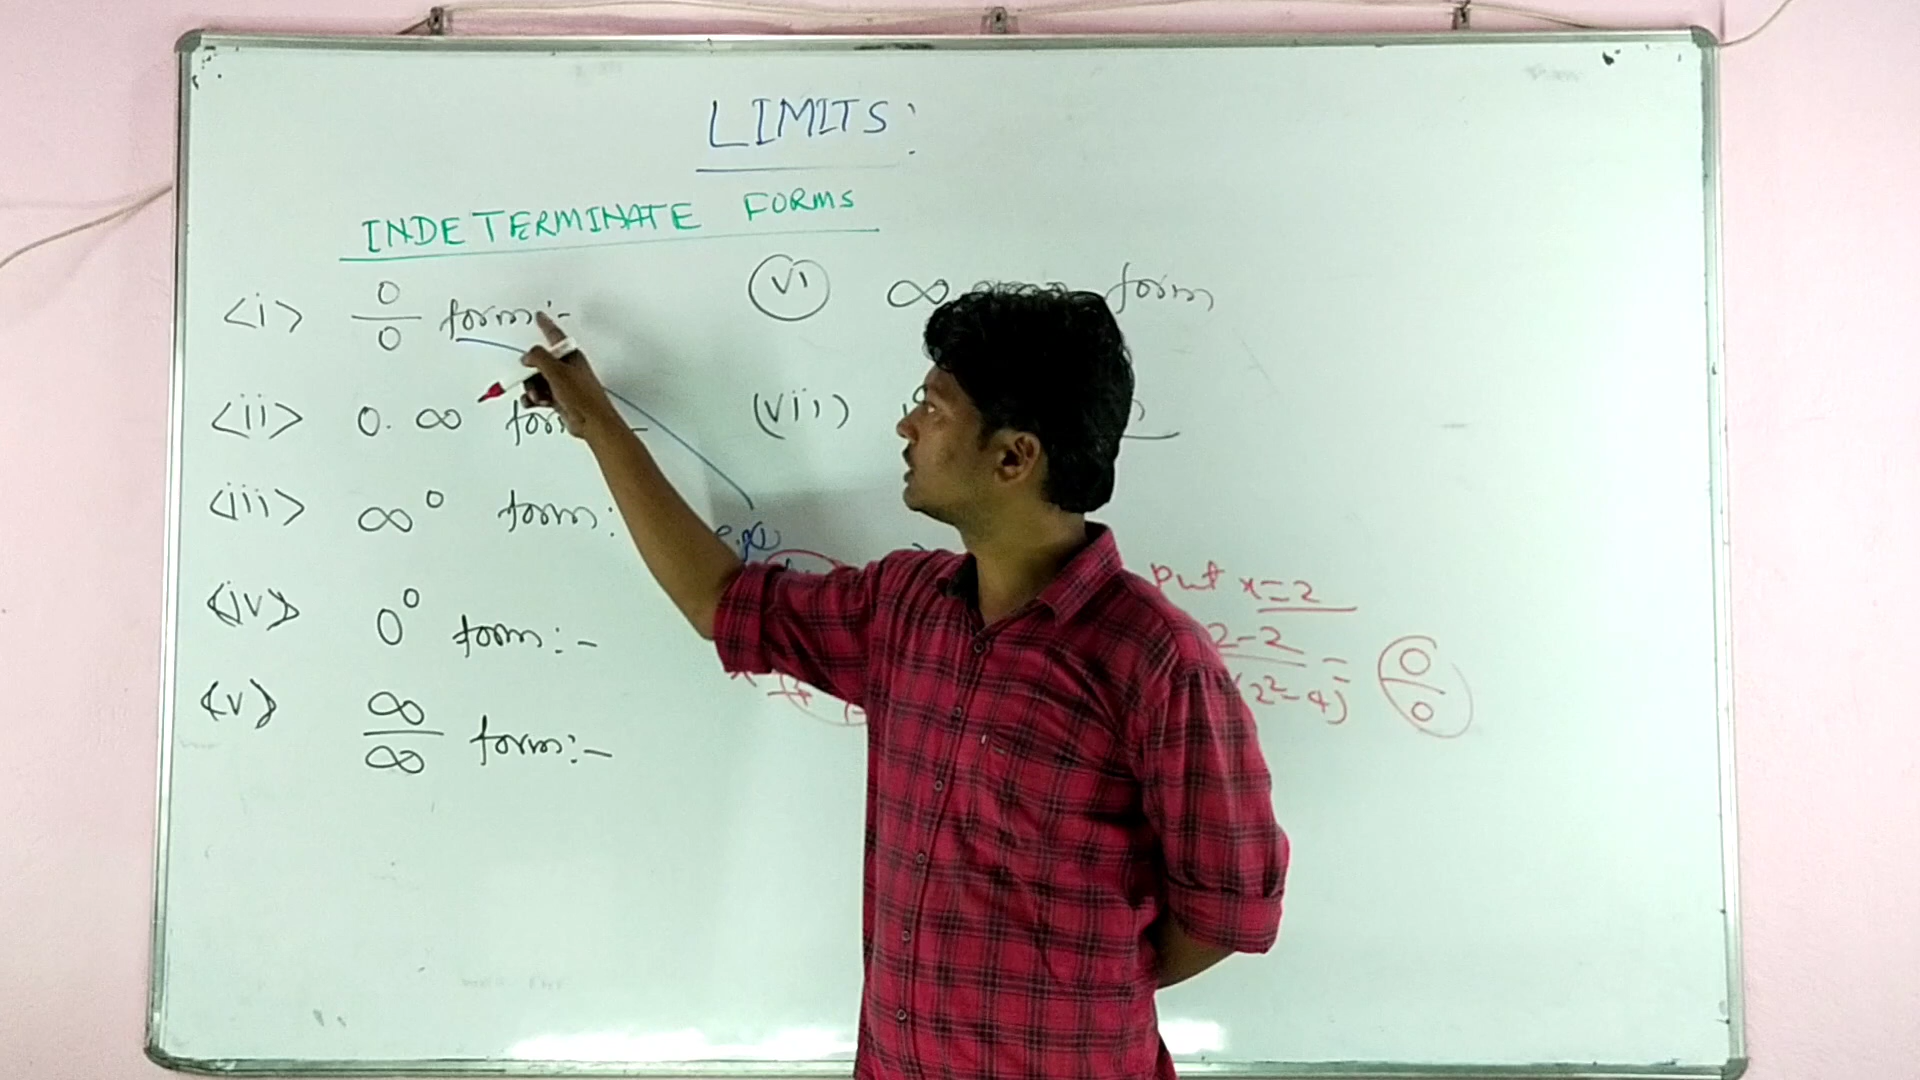 LIMITS:
INDETERMINATE FORMS
<i> 0/0 form:-
<ii> 0. ∞ form:-
<iii> ∞⁰ form:
<iv> 0⁰ form:-
<v> ∞/∞ form:-
(vi) ∞ form
(vii)
e.g.
put x=2
2-2
(2²-4) = 0/0